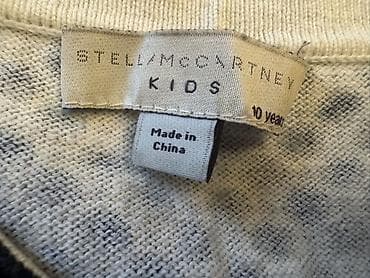 STELLA McCARTNEY
KIDS
10 years
Made in
China